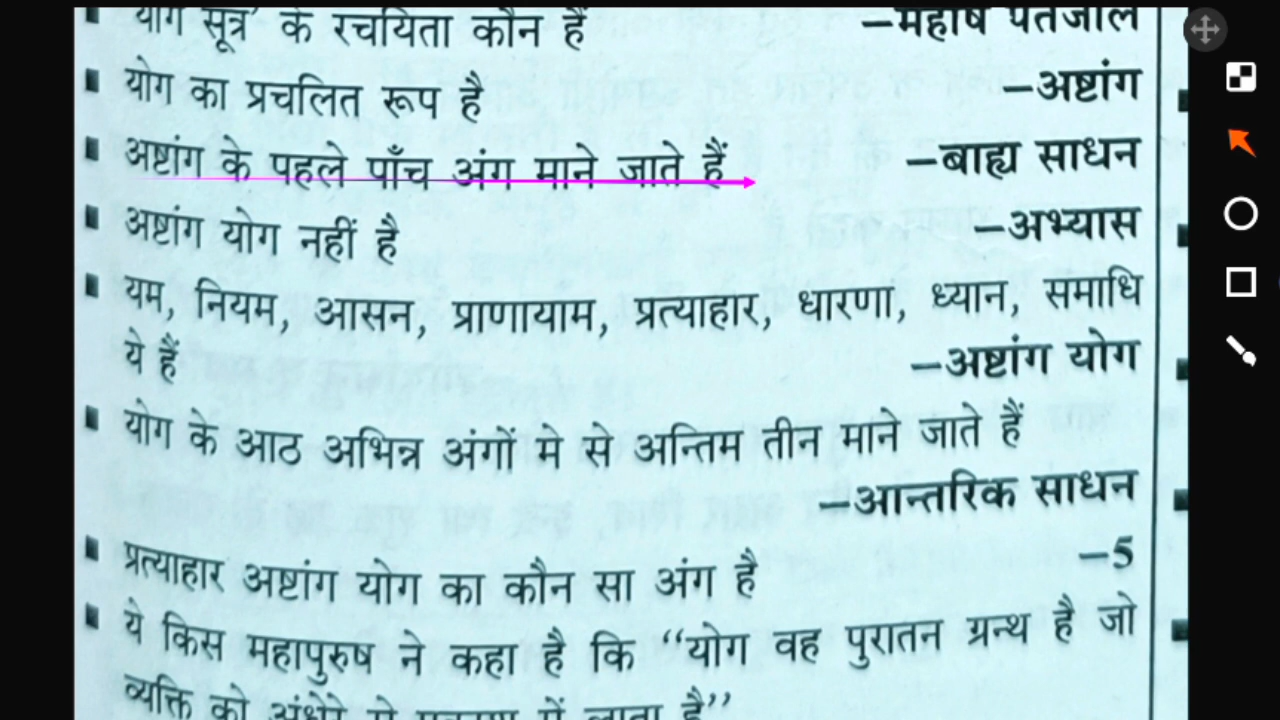 'योग सूत्र' के रचयिता कौन हैं –महर्षि पतंजलि
योग का प्रचलित रूप है –अष्टांग
अष्टांग के पहले पाँच अंग माने जाते हैं –बाह्य साधन
अष्टांग योग नहीं है –अभ्यास
यम, नियम, आसन, प्राणायाम, प्रत्याहार, धारणा, ध्यान, समाधि
ये हैं –अष्टांग योग
योग के आठ अभिन्न अंगों मे से अन्तिम तीन माने जाते हैं
–आन्तरिक साधन
प्रत्याहार अष्टांग योग का कौन सा अंग है –5
ये किस महापुरुष ने कहा है कि “योग वह पुरातन ग्रन्थ है जो
व्यक्ति को अंधेरे से में लाता है”